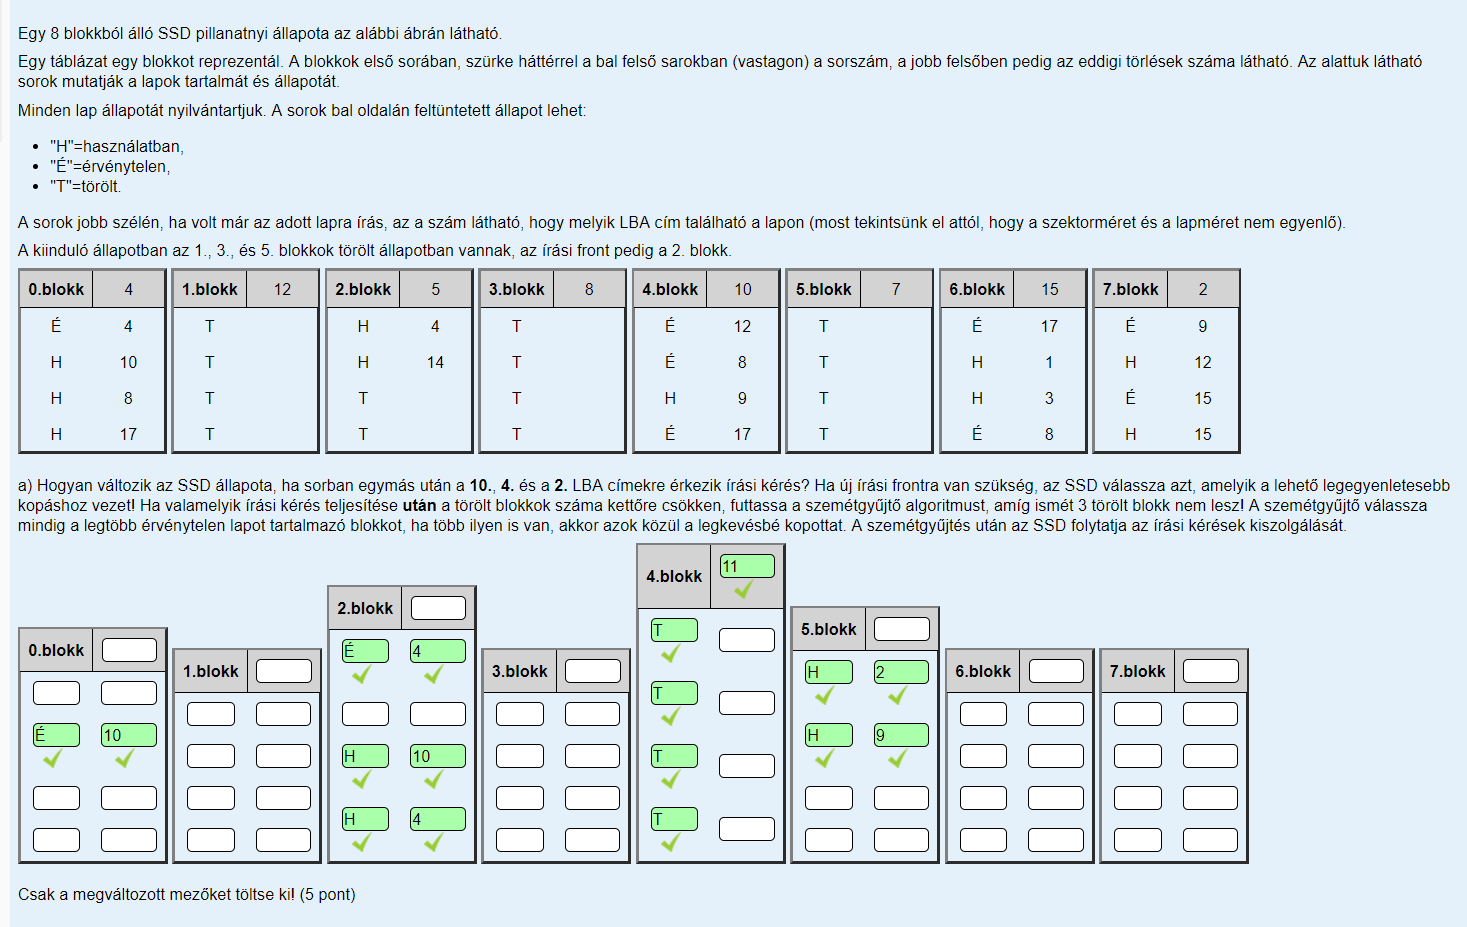 Egy 8 blokkból álló SSD pillanatnyi állapota az alábbi ábrán látható.
Egy táblázat egy blokkot reprezentál. A blokkok első sorában, szürke háttérrel a bal felső sarokban (vastagon) a sorszám, a jobb felsőben pedig az eddigi törlések száma látható. Az alattuk látható
sorok mutatják a lapok tartalmát és állapotát.
Minden lap állapotát nyilvántartjuk. A sorok bal oldalán feltüntetett állapot lehet:
• "H"=használatban,
• "É"=érvénytelen,
• "T"=törölt.
A sorok jobb szélén, ha volt már az adott lapra írás, az a szám látható, hogy melyik LBA cím található a lapon (most tekintsünk el attól, hogy a szektorméret és a lapméret nem egyenlő).
A kiinduló állapotban az 1., 3., és 5. blokkok törölt állapotban vannak, az írási front pedig a 2. blokk.
0.blokk 4 1.blokk 12 2.blokk 5 3.blokk 8 4.blokk 10 5.blokk 7 6.blokk 15 7.blokk 2
É 4 T H 4 T É 12 T É 17 É 9
H 10 T H 14 T É 8 T H 1 H 12
H 8 T T T H 9 T H 3 É 15
H 17 T T T É 17 T É 8 H 15
a) Hogyan változik az SSD állapota, ha sorban egymás után a 10., 4. és a 2. LBA címekre érkezik írási kérés? Ha új írási frontra van szükség, az SSD válassza azt, amelyik a lehető legegyenletesebb
kopáshoz vezet! Ha valamelyik írási kérés teljesítése után a törölt blokkok száma kettőre csökken, futtassa a szemétgyűjtő algoritmust, amíg ismét 3 törölt blokk nem lesz! A szemétgyűjtő válassza
mindig a legtöbb érvénytelen lapot tartalmazó blokkot, ha több ilyen is van, akkor azok közül a legkevésbé kopottat. A szemétgyűjtés után az SSD folytatja az írási kérések kiszolgálását.
0.blokk
É 10
1.blokk
2.blokk
É 4
H 10
H 4
3.blokk
4.blokk 11
T
T
T
T
5.blokk
H 2
H 9
6.blokk
7.blokk
Csak a megváltozott mezőket töltse ki! (5 pont)